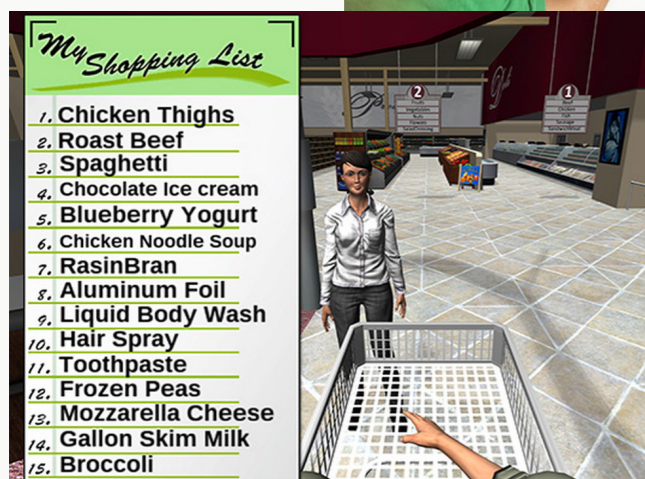 My Shopping List
1. Chicken Thighs
2. Roast Beef
3. Spaghetti
4. Chocolate Ice cream
5. Blueberry Yogurt
6. Chicken Noodle Soup
7. RasinBran
8. Aluminum Foil
9. Liquid Body Wash
10. Hair Spray
11. Toothpaste
12. Frozen Peas
13. Mozzarella Cheese
14. Gallon Skim Milk
15. Broccoli
2
Fruits
Vegetables
Nuts
Flowers
1
Beef
Chicken
Fish
Sausage